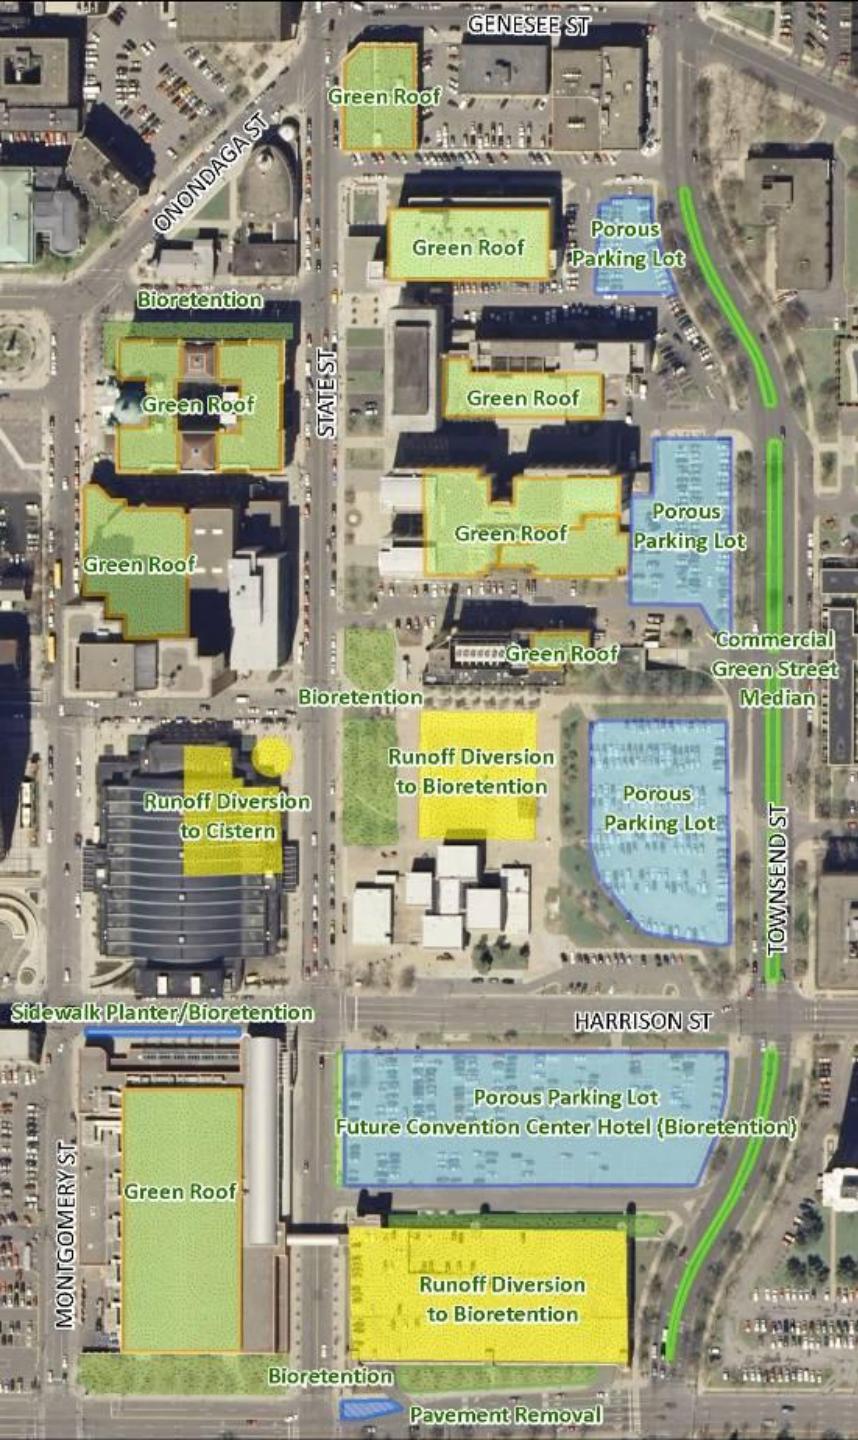 GENESEE ST
Green Roof
ONONDAGA ST
Green Roof
Porous
Parking Lot
Bioretention
STATE ST
Green Roof
Green Roof
Green Roof
Green Roof
Porous
Parking Lot
Green Roof
Green Roof
Commercial
Green Street
Median
Bioretention
Runoff Diversion
to Bioretention
Runoff Diversion
to Cistern
Porous
Parking Lot
TOWNSEND ST
Sidewalk Planter/Bioretention
HARRISON ST
Porous Parking Lot
Future Convention Center Hotel (Bioretention)
MONTGOMERY ST
Green Roof
Runoff Diversion
to Bioretention
Bioretention
Pavement Removal